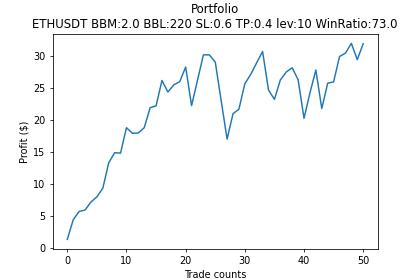 Portfolio
ETHUSDT BBM:2.0 BBL:220 SL:0.6 TP:0.4 lev:10 WinRatio:73.0
30
25
20
15
10
5
0
Profit ($)
0 10 20 30 40 50
Trade counts